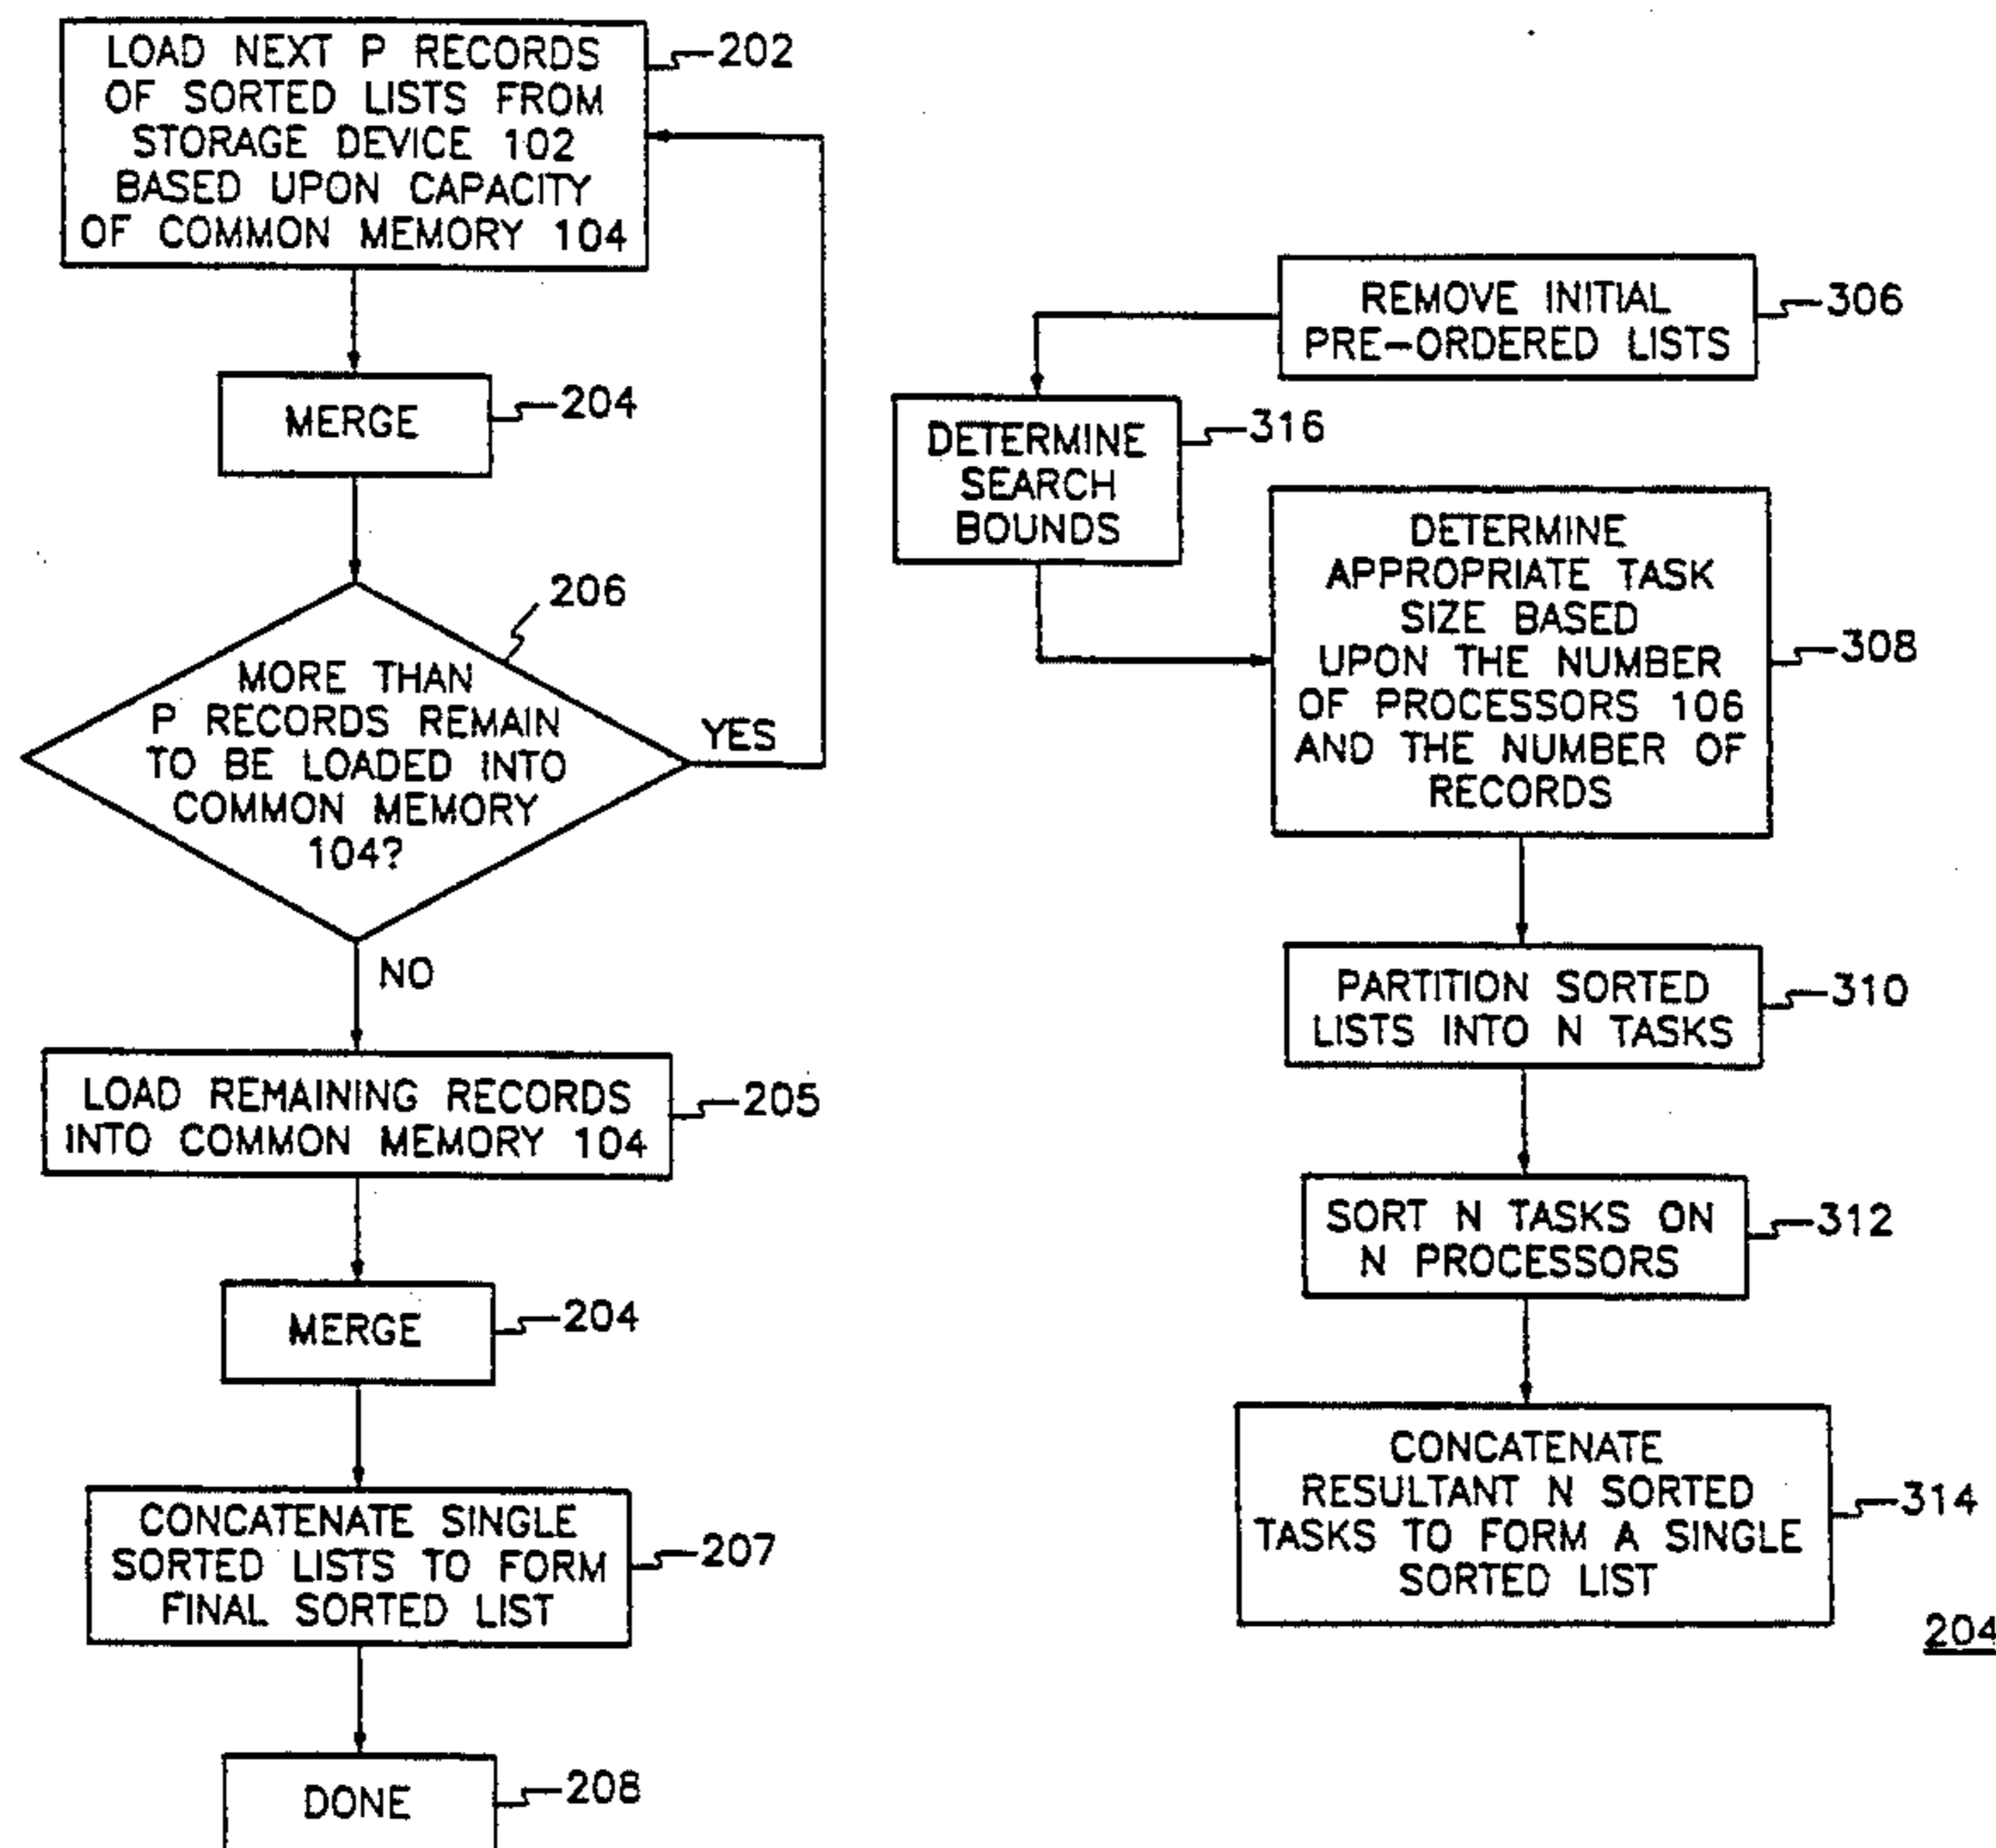 LOAD NEXT P RECORDS
OF SORTED LISTS FROM
STORAGE DEVICE 102
BASED UPON CAPACITY
OF COMMON MEMORY 104
202
MERGE
204
206
MORE THAN
P RECORDS REMAIN
TO BE LOADED INTO
COMMON MEMORY
104?
YES
NO
LOAD REMAINING RECORDS
INTO COMMON MEMORY 104
205
MERGE
204
CONCATENATE SINGLE
SORTED LISTS TO FORM
FINAL SORTED LIST
207
DONE
208
REMOVE INITIAL
PRE-ORDERED LISTS
306
DETERMINE
SEARCH
BOUNDS
316
DETERMINE
APPROPRIATE TASK
SIZE BASED
UPON THE NUMBER
OF PROCESSORS 106
AND THE NUMBER OF
RECORDS
308
PARTITION SORTED
LISTS INTO N TASKS
310
SORT N TASKS ON
N PROCESSORS
312
CONCATENATE
RESULTANT N SORTED
TASKS TO FORM A SINGLE
SORTED LIST
314
204